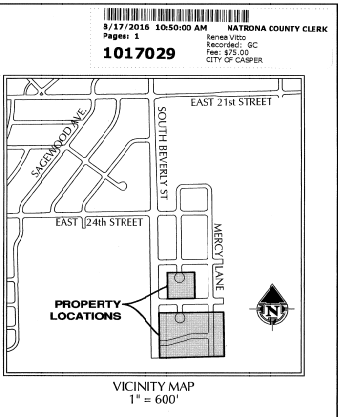 8/17/2016 10:50:00 AM NATRONA COUNTY CLERK
Pages: 1 Renea Vitto
Recorded: GC
1017029 Fee: $75.00
CITY OF CASPER
EAST 21st STREET
SAGEWOOD AVE
SOUTH BEVERLY ST
EAST 24th STREET
MERCY LANE
PROPERTY
LOCATIONS
N
VICINITY MAP
1" = 600'